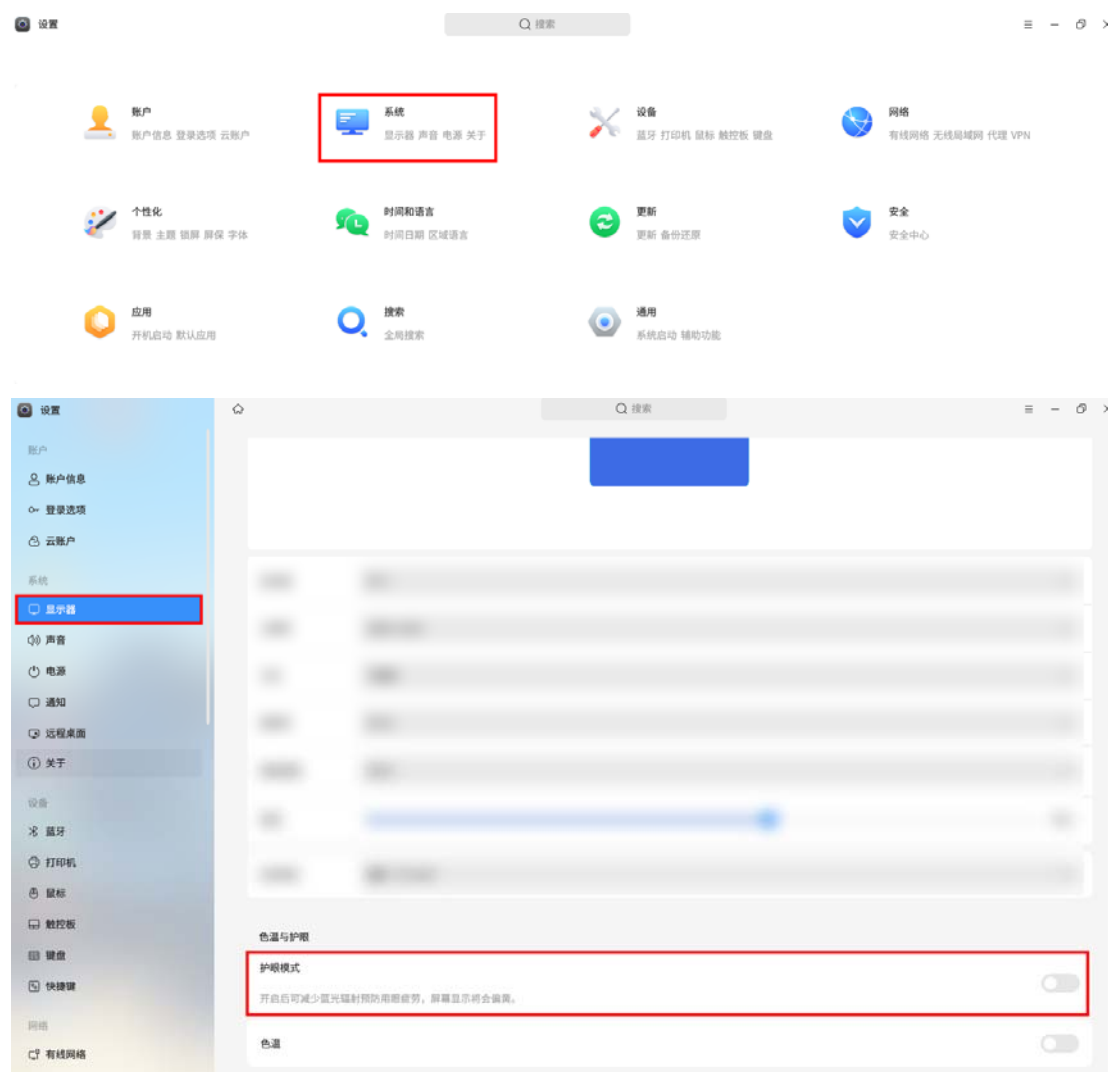 设置
搜索
账户
账户信息 登录选项 云账户
系统
显示器 声音 电源 关于
设备
蓝牙 打印机 鼠标 触控板 键盘
网络
有线网络 无线局域网 代理 VPN
个性化
背景 主题 锁屏 屏保 字体
时间和语言
时间日期 区域语言
更新
更新 备份还原
安全
安全中心
应用
开机启动 默认应用
搜索
全局搜索
通用
系统启动 辅助功能
设置
搜索
账户
账户信息
登录选项
云账户
系统
显示器
声音
电源
通知
远程桌面
关于
设备
蓝牙
打印机
鼠标
触控板
键盘
快捷键
网络
有线网络
色温与护眼
护眼模式
开启后可减少蓝光辐射预防用眼疲劳，屏幕显示将会偏黄。
色温